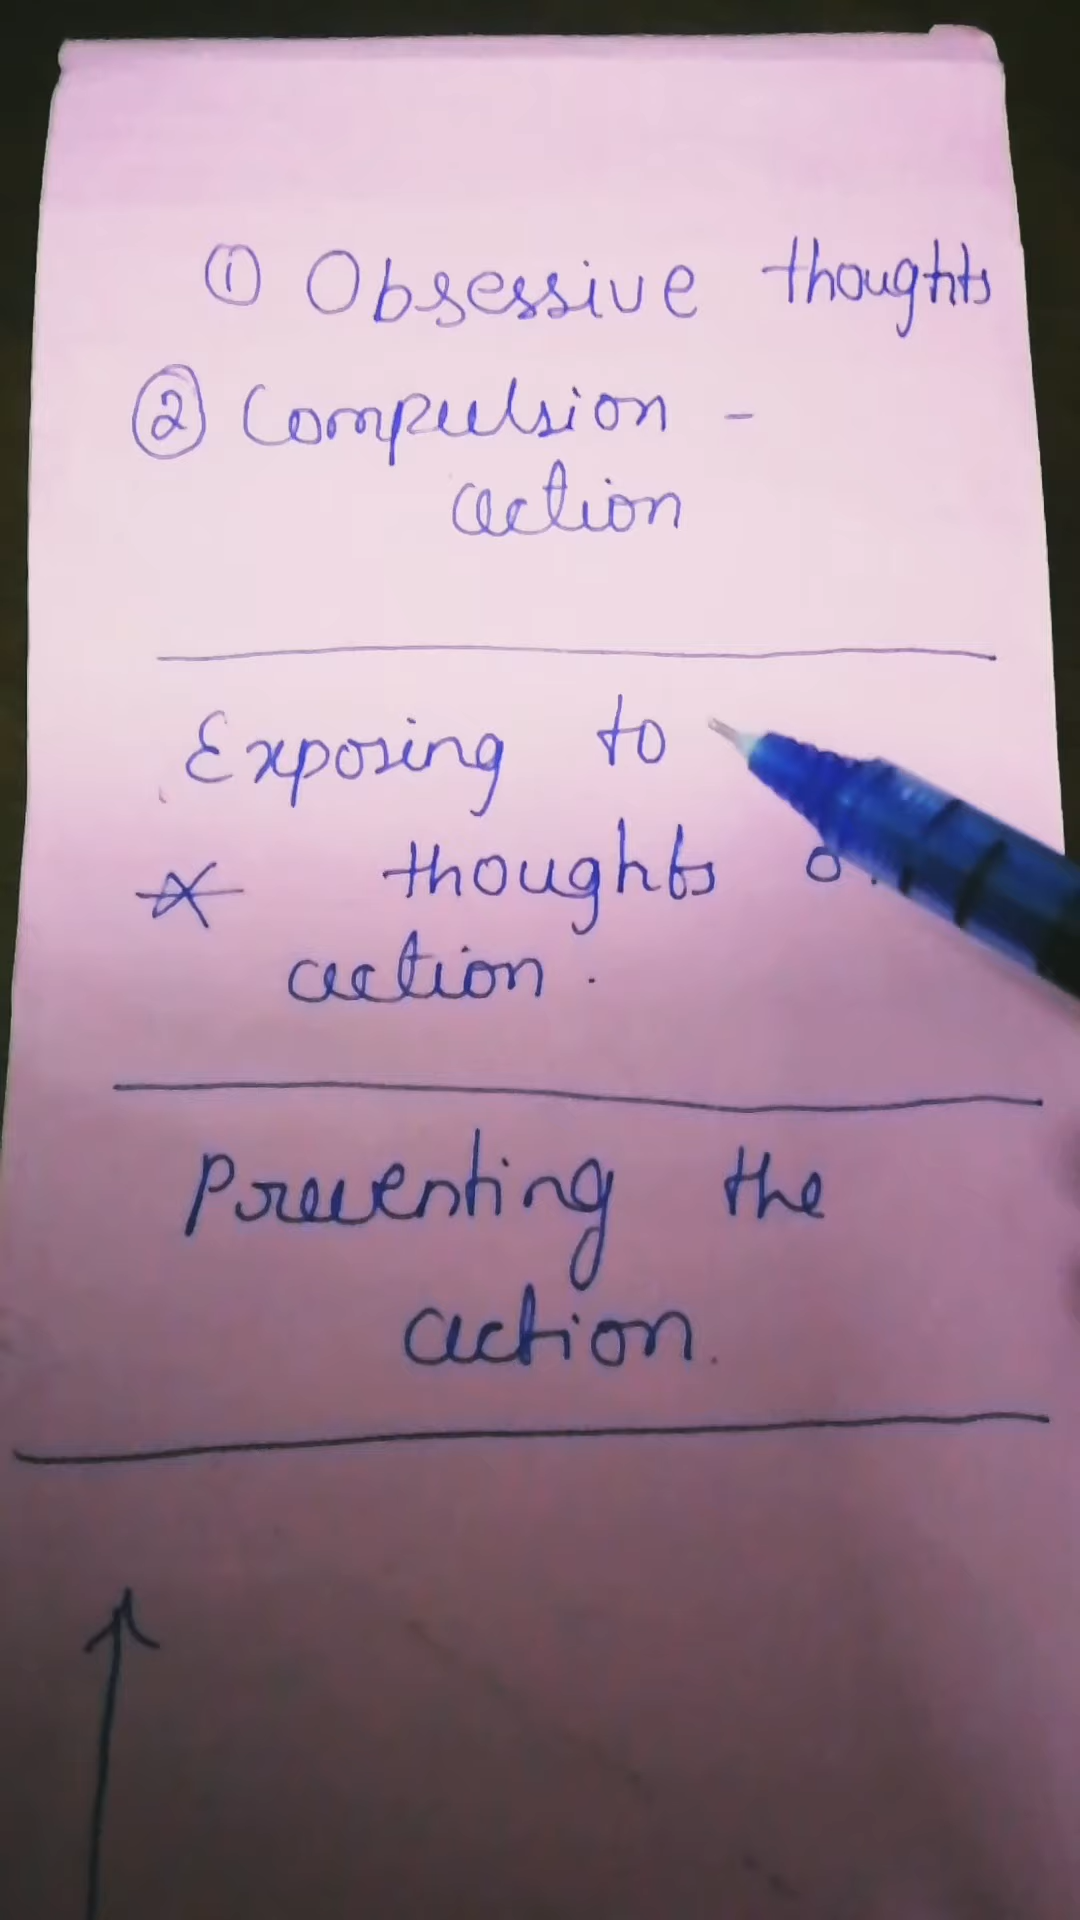 ① Obsessive thoughts
② Compulsion -
action
Exposing to
* thoughts
action.
Preventing the
action.